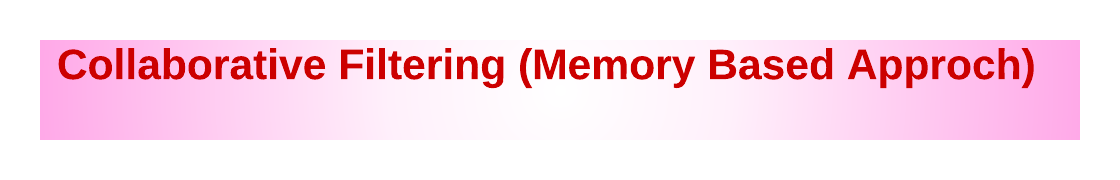 Collaborative Filtering (Memory Based Approch)